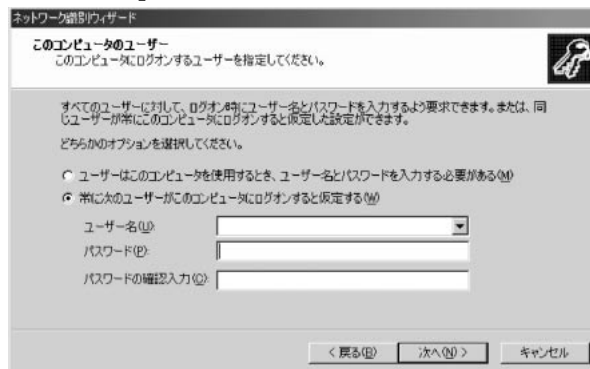 ネットワーク識別ウィザード
このコンピュータのユーザー
このコンピュータにログオンするユーザーを指定してください。
すべてのユーザーに対して、ログオン時にユーザー名とパスワードを入力するよう要求できます。または、同
じユーザーが常にこのコンピュータにログオンすると仮定した設定ができます。
どちらかのオプションを選択してください。
ユーザーはこのコンピュータを使用するとき、ユーザー名とパスワードを入力する必要がある(M)
常に次のユーザーがこのコンピュータにログオンすると仮定する(W)
ユーザー名(U):
パスワード(P):
パスワードの確認入力(C):
< 戻る(B)
次へ(N) >
キャンセル